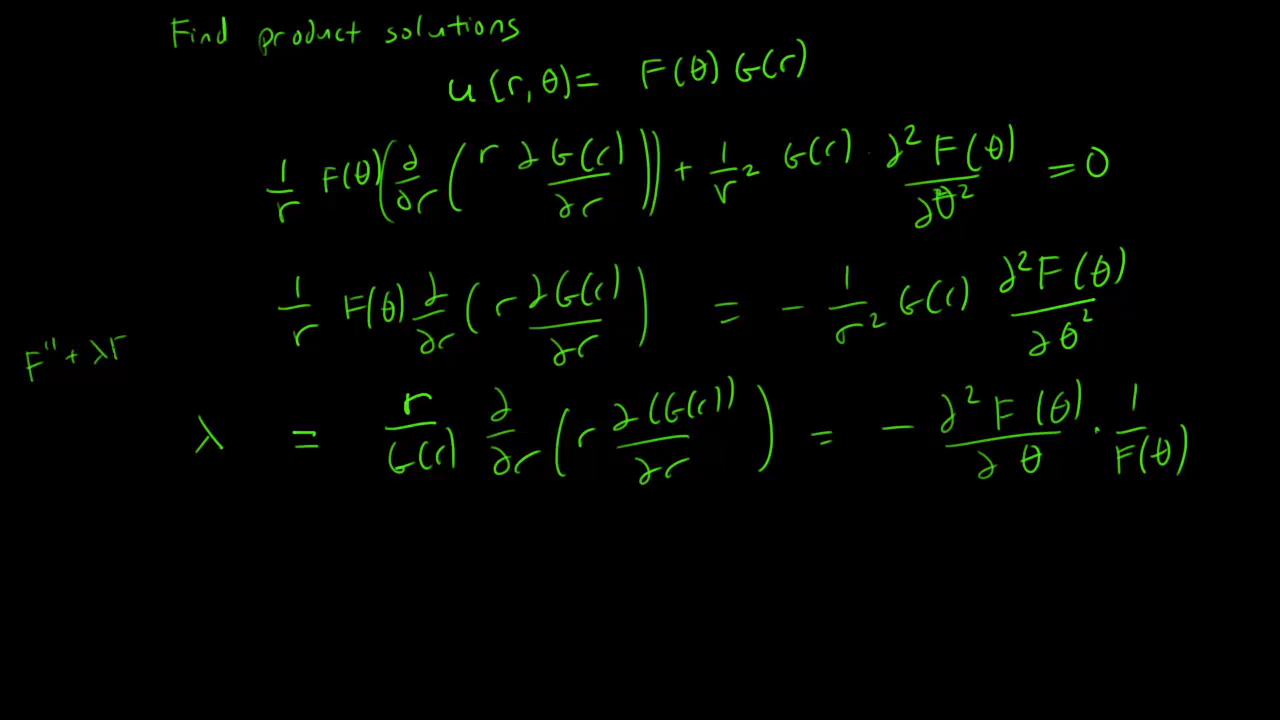 Find product solutions
u(r, θ) = F(θ) G(r)
1/r F(θ) (∂/∂r (r ∂G(r)/∂r)) + 1/r² G(r) · ∂²F(θ)/∂θ² = 0
1/r F(θ) ∂/∂r (r ∂G(r)/∂r) = - 1/r² G(r) ∂²F(θ)/∂θ²
F'' + λF
λ = r/G(r) ∂/∂r (r ∂(G(r))/∂r) = - ∂²F(θ)/∂θ · 1/F(θ)